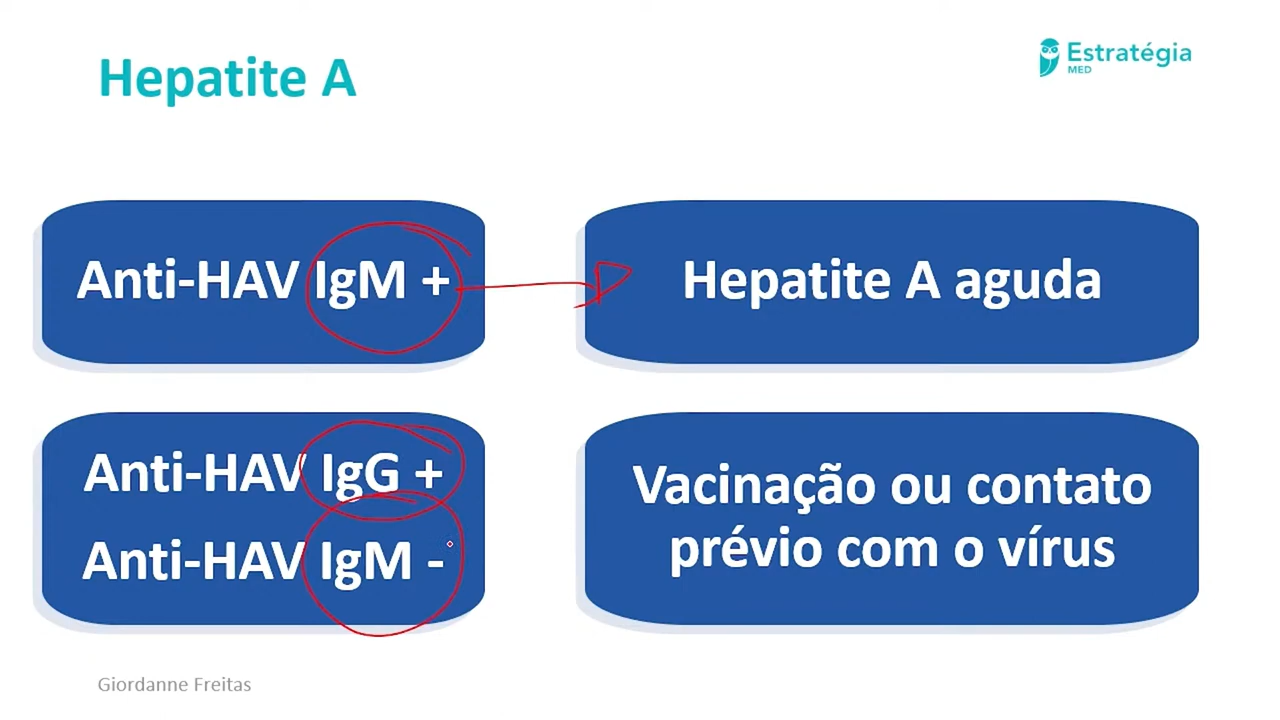 Hepatite A
Estratégia
MED
Anti-HAV IgM +
Hepatite A aguda
Anti-HAV IgG +
Anti-HAV IgM -
Vacinação ou contato
prévio com o vírus
Giordanne Freitas